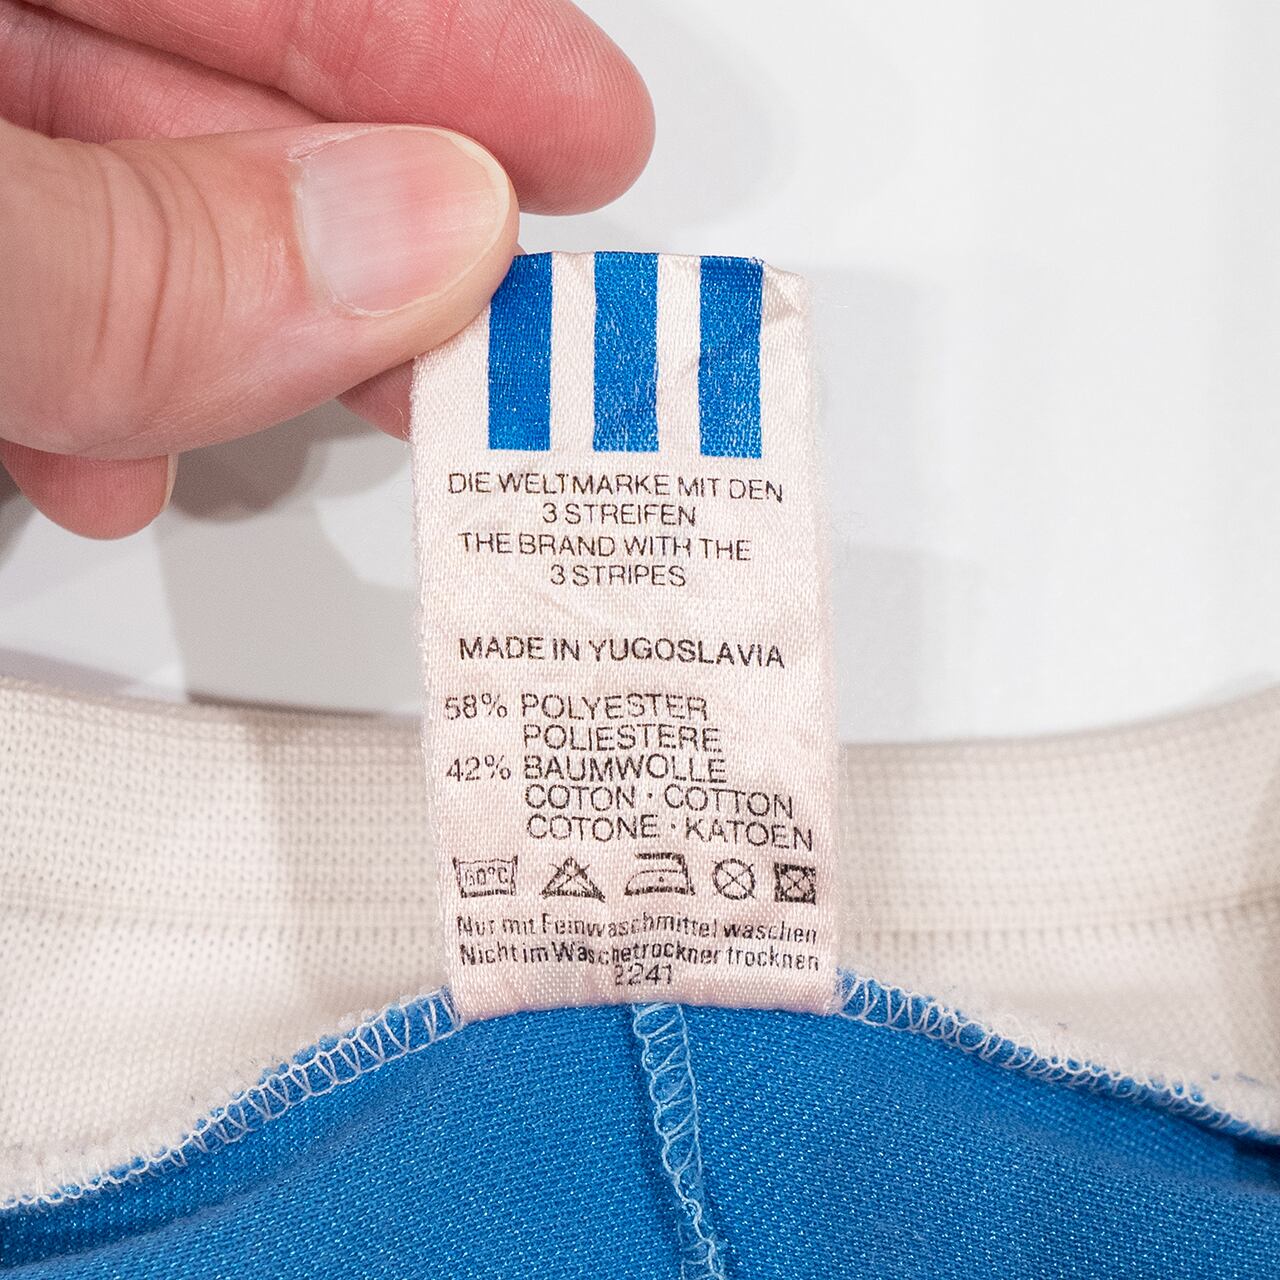 DIE WELTMARKE MIT DEN
3 STREIFEN
THE BRAND WITH THE
3 STRIPES
MADE IN YUGOSLAVIA
58% POLYESTER
POLIESTERE
42% BAUMWOLLE
COTON · COTTON
COTONE · KATOEN
60°C
Nur mit Feinwaschmittel waschen
Nicht im Wäschetrockner trocknen
2241